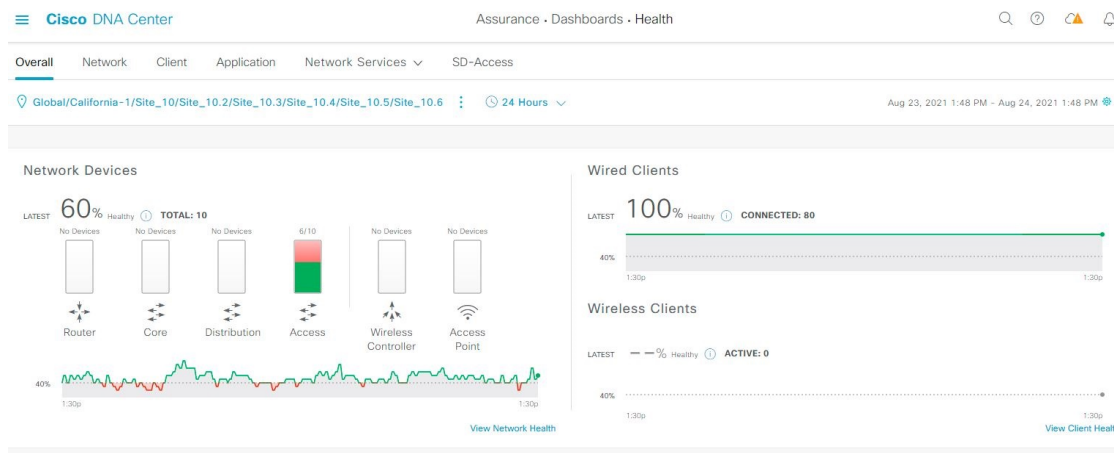 Cisco DNA Center
Assurance · Dashboards · Health
Overall Network Client Application Network Services SD-Access
Global/California-1/Site_10/Site_10.2/Site_10.3/Site_10.4/Site_10.5/Site_10.6 24 Hours
Aug 23, 2021 1:48 PM - Aug 24, 2021 1:48 PM
Network Devices
LATEST 60% Healthy TOTAL: 10
No Devices No Devices No Devices 6/10 No Devices No Devices
Router Core Distribution Access Wireless Controller Access Point
40%
1:30p 1:30p
View Network Health
Wired Clients
LATEST 100% Healthy CONNECTED: 80
40%
1:30p 1:30p
Wireless Clients
LATEST --% Healthy ACTIVE: 0
40%
1:30p 1:30p
View Client Healt